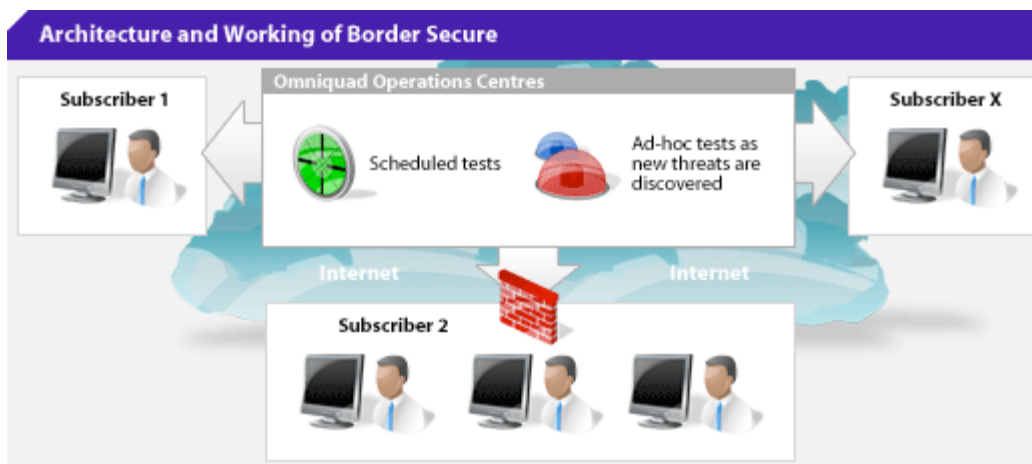 Architecture and Working of Border Secure
Omniquad Operations Centres
Subscriber 1
Scheduled tests
Ad-hoc tests as
new threats are
discovered
Subscriber X
Internet
Internet
Subscriber 2